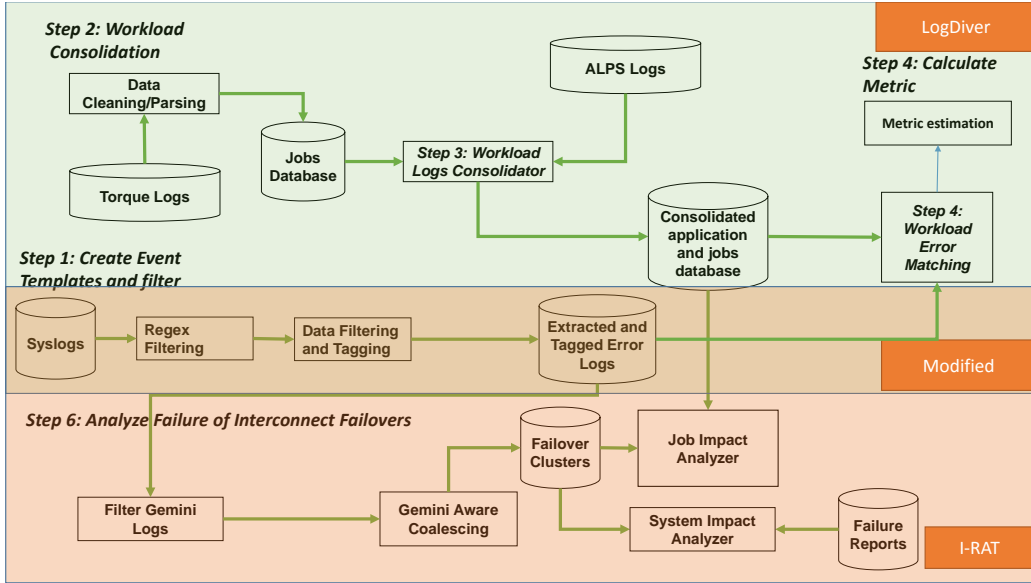 Step 2: Workload
Consolidation
LogDiver
ALPS Logs
Step 4: Calculate
Metric
Data
Cleaning/Parsing
Metric estimation
Jobs
Database
Step 3: Workload
Logs Consolidator
Torque Logs
Consolidated
application
and jobs
database
Step 4:
Workload
Error
Matching
Step 1: Create Event
Templates and filter
Syslogs
Regex
Filtering
Data Filtering
and Tagging
Extracted and
Tagged Error
Logs
Modified
Step 6: Analyze Failure of Interconnect Failovers
Failover
Clusters
Job Impact
Analyzer
Filter Gemini
Logs
Gemini Aware
Coalescing
System Impact
Analyzer
Failure
Reports
I-RAT